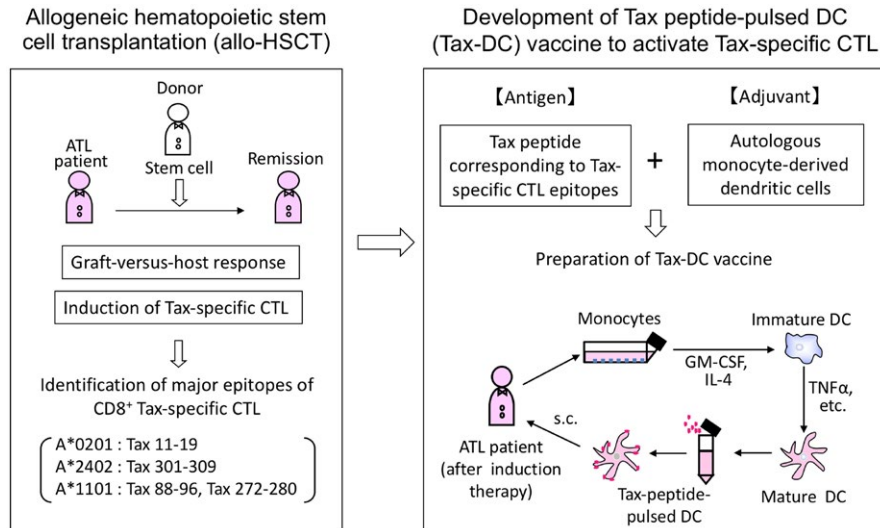 Allogeneic hematopoietic stem
cell transplantation (allo-HSCT)
Donor
ATL
patient
Stem cell
Remission
Graft-versus-host response
Induction of Tax-specific CTL
Identification of major epitopes of
CD8⁺ Tax-specific CTL
A*0201 : Tax 11-19
A*2402 : Tax 301-309
A*1101 : Tax 88-96, Tax 272-280
Development of Tax peptide-pulsed DC
(Tax-DC) vaccine to activate Tax-specific CTL
【Antigen】
【Adjuvant】
Tax peptide
corresponding to Tax-
specific CTL epitopes
+
Autologous
monocyte-derived
dendritic cells
Preparation of Tax-DC vaccine
Monocytes
Immature DC
GM-CSF,
IL-4
TNFα,
etc.
s.c.
ATL patient
(after induction
therapy)
Tax-peptide-
pulsed DC
Mature DC